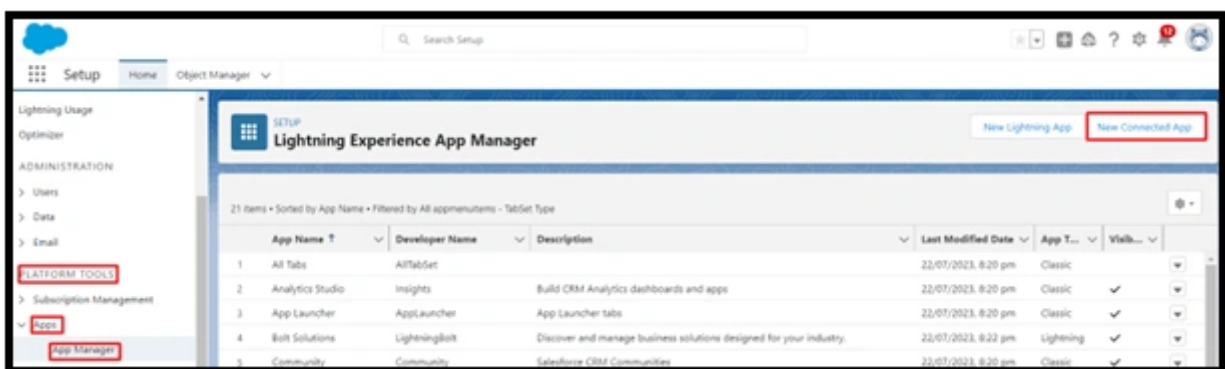 Search Setup
12
Setup Home Object Manager
Lightning Usage
Optimizer
ADMINISTRATION
Users
Data
Email
PLATFORM TOOLS
Subscription Management
Apps
App Manager
SETUP
Lightning Experience App Manager
New Lightning App New Connected App
21 items • Sorted by App Name • Filtered by All appmenuitems - TabSet Type
App Name ↑ Developer Name Description Last Modified Date App T... Visib...
1 All Tabs AllTabSet 22/07/2023, 8:20 pm Classic
2 Analytics Studio Insights Build CRM Analytics dashboards and apps 22/07/2023, 8:20 pm Classic ✓
3 App Launcher AppLauncher App Launcher tabs 22/07/2023, 8:20 pm Classic ✓
4 Bolt Solutions LightningBolt Discover and manage business solutions designed for your industry. 22/07/2023, 8:22 pm Lightning ✓
5 Community Community Salesforce CRM Communities 22/07/2023, 8:20 pm Classic ✓